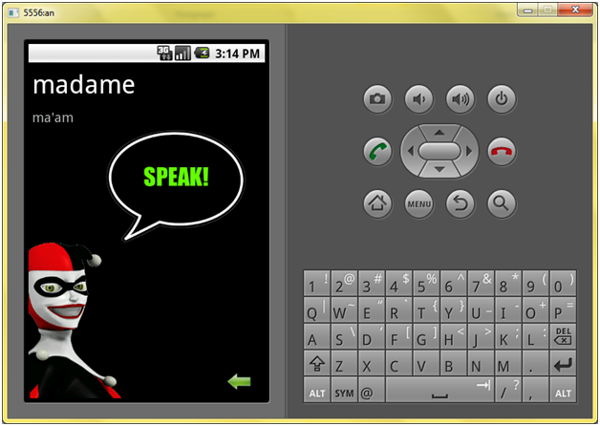 5556:an
3G 3:14 PM
madame
ma'am
SPEAK!
MENU
1 ! 2 @ 3 # 4 $ 5 % 6 ^ 7 & 8 * 9 ( 0 )
Q | W ~ E " R ` T { Y } U _ I - O + P =
A S \ D ' F [ G ] H < J > K ; L : DEL
Z X C V B N M .
ALT SYM @ / ? , ALT